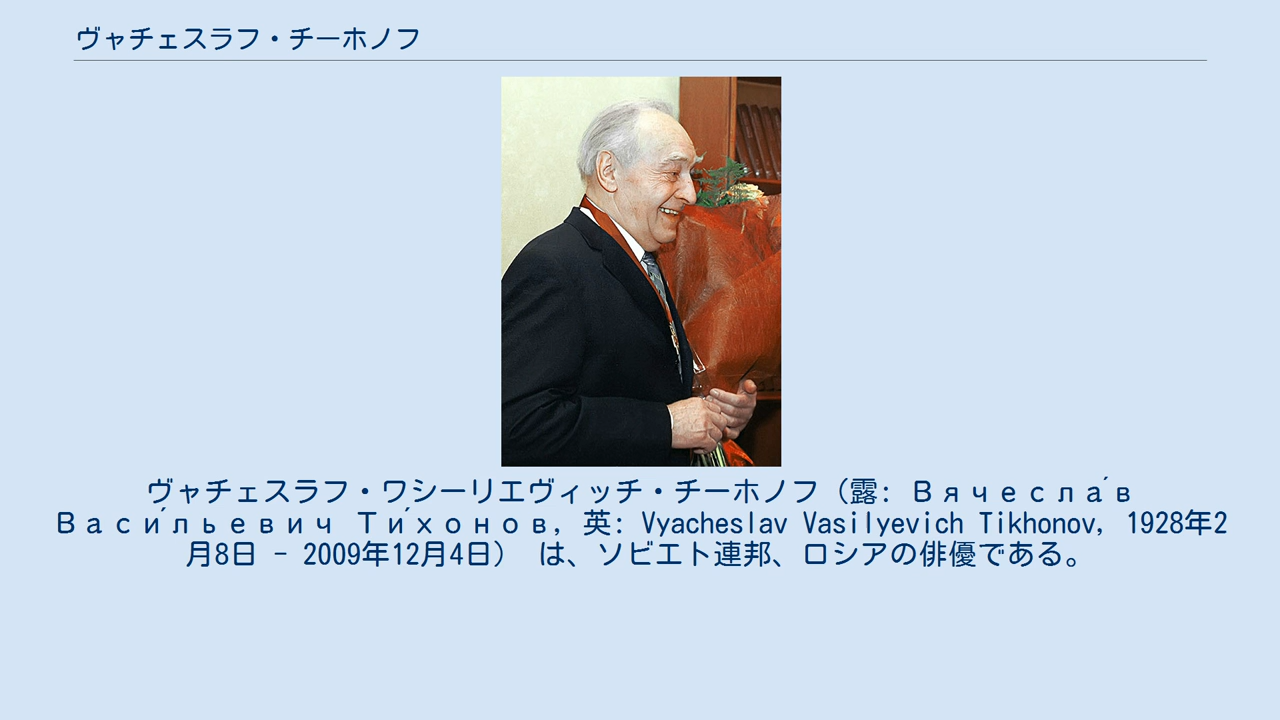 ヴャチェスラフ・チーホノフ
ヴャチェスラフ・ワシーリエヴィッチ・チーホノフ（露: Вячесла́в
Васи́льевич Ти́хонов, 英: Vyacheslav Vasilyevich Tikhonov, 1928年2
月8日 - 2009年12月4日） は、ソビエト連邦、ロシアの俳優である。